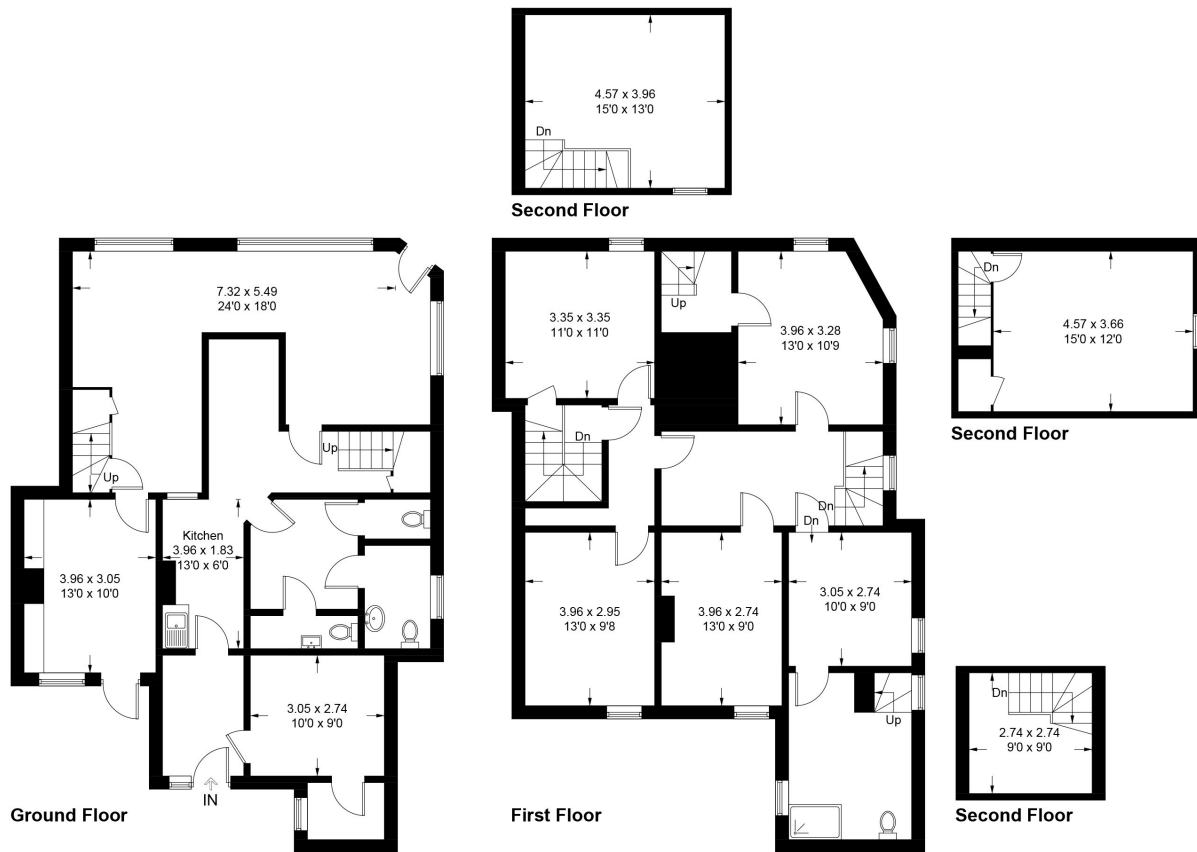 4.57 x 3.96
15'0 x 13'0
Dn
Second Floor
7.32 x 5.49
24'0 x 18'0
Up
Up
Kitchen
3.96 x 1.83
13'0 x 6'0
3.96 x 3.05
13'0 x 10'0
3.05 x 2.74
10'0 x 9'0
IN
Ground Floor
3.35 x 3.35
11'0 x 11'0
Up
3.96 x 3.28
13'0 x 10'9
Dn
Dn
Dn
3.96 x 2.95
13'0 x 9'8
3.96 x 2.74
13'0 x 9'0
3.05 x 2.74
10'0 x 9'0
Up
First Floor
Dn
4.57 x 3.66
15'0 x 12'0
Second Floor
Dn
2.74 x 2.74
9'0 x 9'0
Second Floor